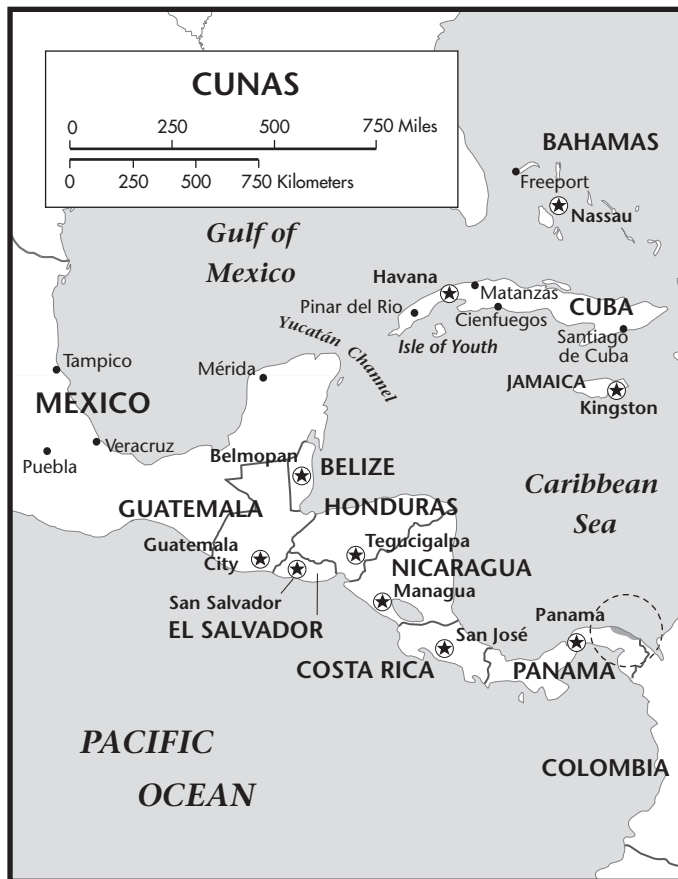 CUNAS
0 250 500 750 Miles
0 250 500 750 Kilometers
BAHAMAS
Freeport
Nassau
Gulf of
Mexico
Havana
Matanzas
Pinar del Rio
Cienfuegos
CUBA
Isle of Youth
Santiago
de Cuba
Yucatán Channel
Tampico
Mérida
JAMAICA
Kingston
MEXICO
Veracruz
Puebla
Belmopan
BELIZE
Caribbean
Sea
GUATEMALA
HONDURAS
Guatemala
City
Tegucigalpa
NICARAGUA
San Salvador
Managua
EL SALVADOR
Panama
San José
COSTA RICA
PANAMA
PACIFIC
OCEAN
COLOMBIA